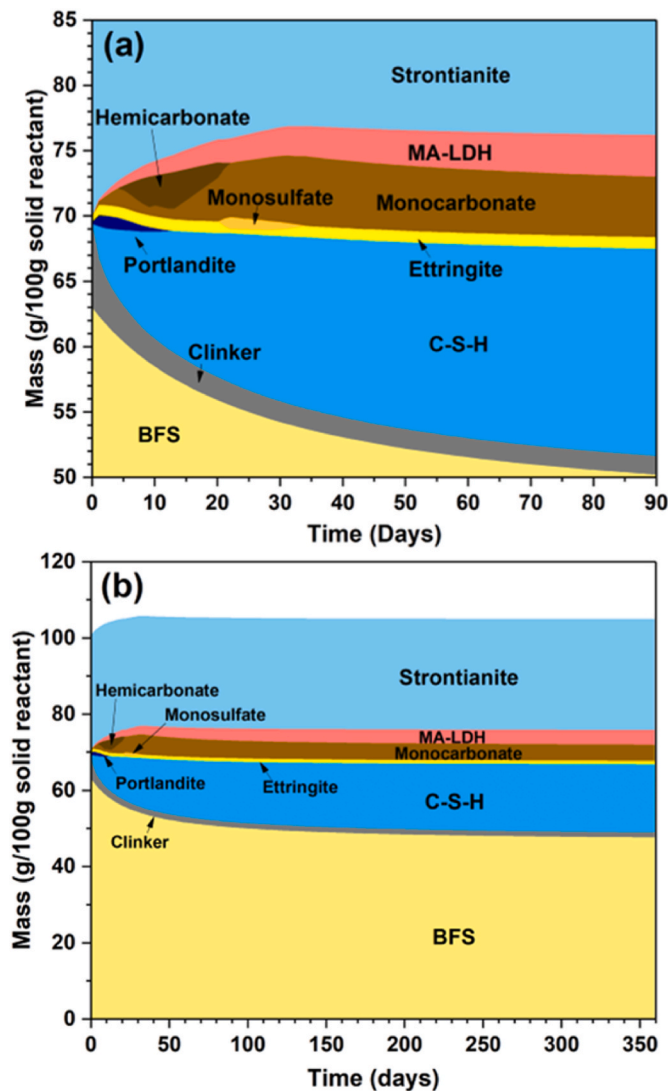 (a)
85
80
75
70
65
60
55
50
Mass (g/100g solid reactant)
Strontianite
Hemicarbonate
MA-LDH
Monosulfate
Monocarbonate
Portlandite
Ettringite
Clinker
C-S-H
BFS
0 10 20 30 40 50 60 70 80 90
Time (Days)
(b)
120
100
80
60
40
20
0
Mass (g/100g solid reactant)
Strontianite
Hemicarbonate
Monosulfate
MA-LDH
Monocarbonate
Portlandite
Ettringite
C-S-H
Clinker
BFS
0 50 100 150 200 250 300 350
Time (days)